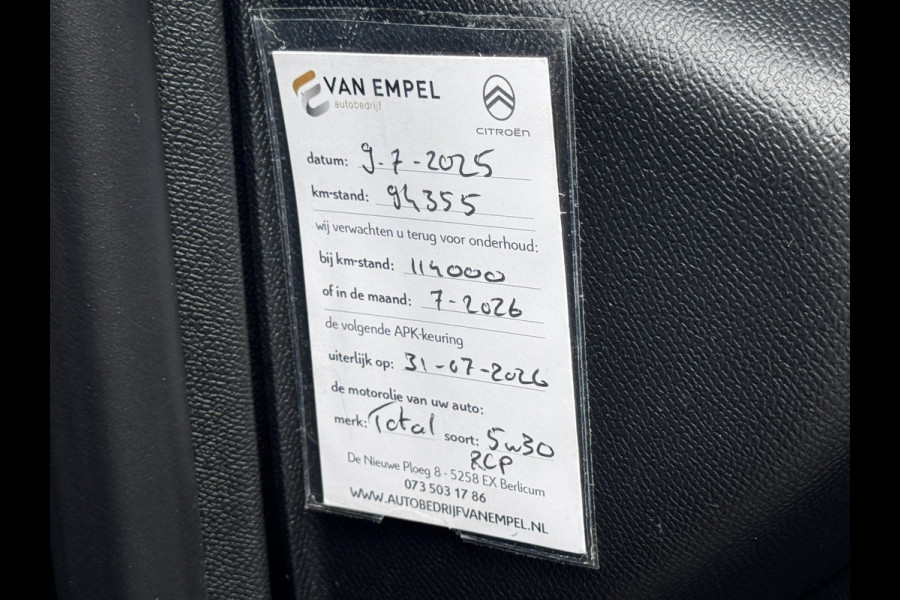 VAN EMPEL
autobedrijf
CITROËN
datum: 9-7-2025
km-stand: 94355
wij verwachten u terug voor onderhoud:
bij km-stand: 114000
of in de maand: 7-2026
de volgende APK-keuring
uiterlijk op: 31-07-2026
de motorolie van uw auto:
merk: Total soort: 5w30
RCP
De Nieuwe Ploeg 8 - 5258 EX Berlicum
073 503 17 86
WWW.AUTOBEDRIJFVANEMPEL.NL